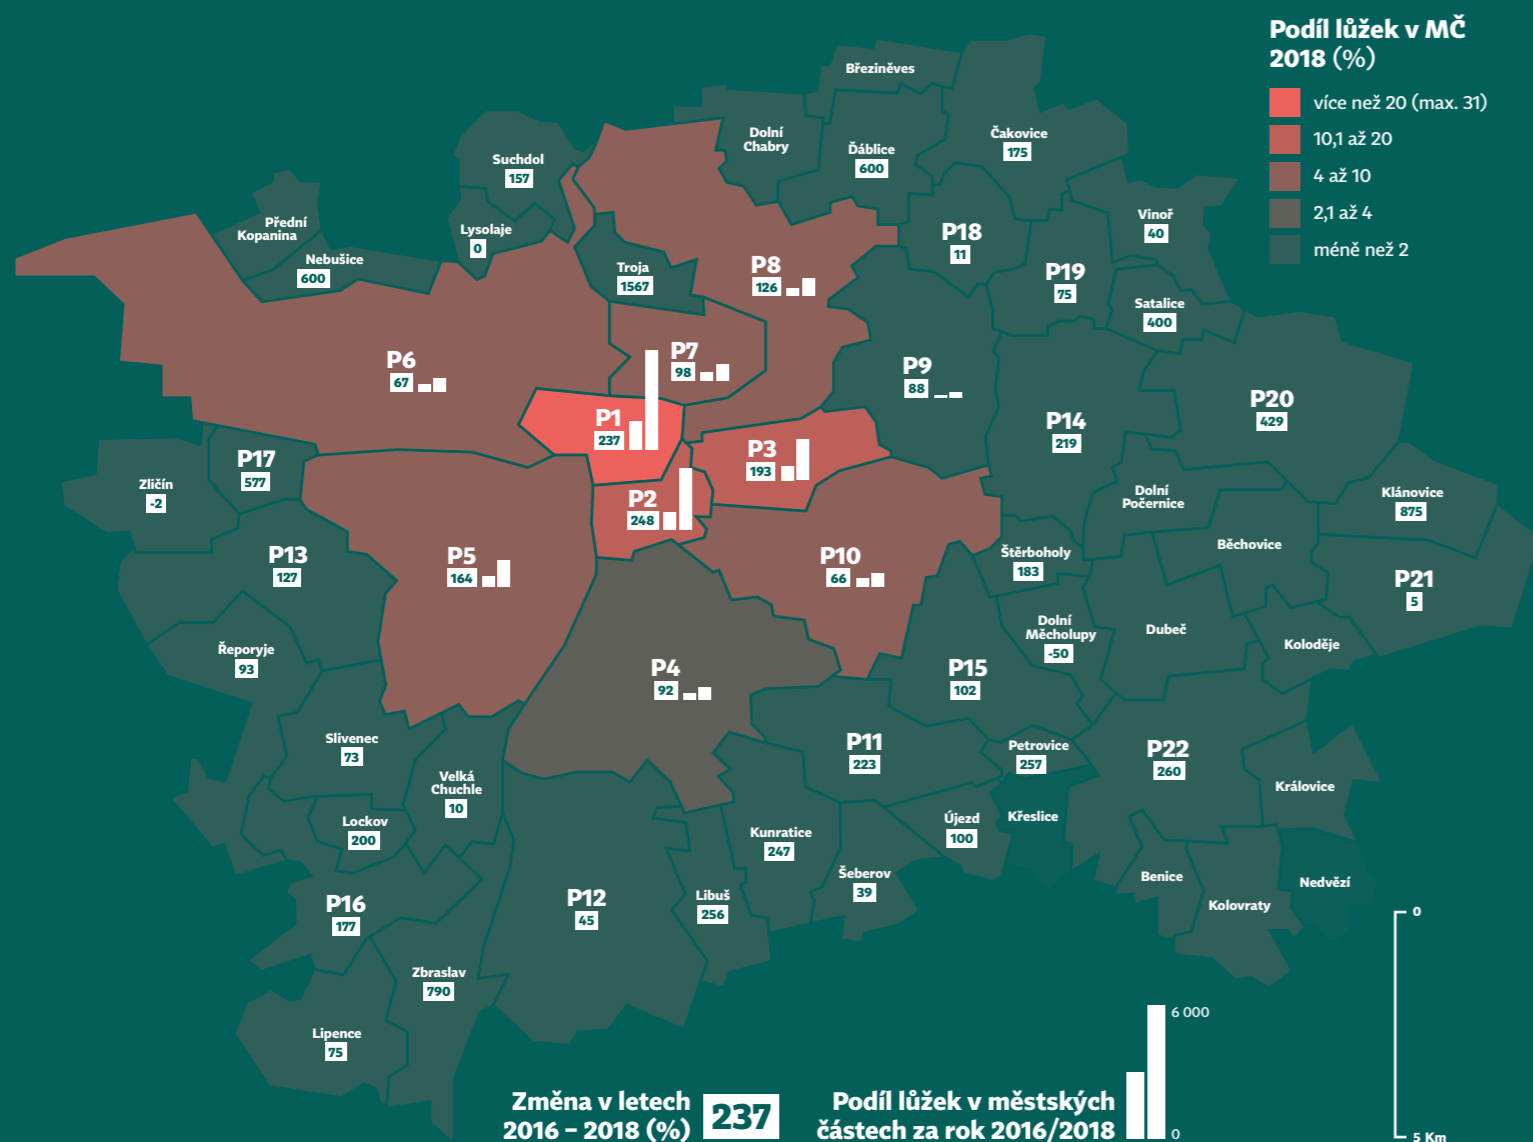 Podíl lůžek v MČ
2018 (%)
více než 20 (max. 31)
10,1 až 20
4 až 10
2,1 až 4
méně než 2
Březiněves
Dolní
Chabry
Ďáblice
600
Čakovice
175
Suchdol
157
Přední
Kopanina
Lysolaje
0
Nebušice
600
Troja
1567
P8
126
P18
11
Vinoř
40
P19
75
Satalice
400
P6
67
P7
98
P9
88
P1
237
P3
193
P14
219
P20
429
P17
577
Zličín
-2
P2
248
Dolní
Počernice
Klánovice
875
P13
127
P5
164
P10
66
Štěrboholy
183
Běchovice
P21
5
Řeporyje
93
Dolní
Měcholupy
-50
Dubeč
Koloděje
P4
92
P15
102
Slivenec
73
Velká
Chuchle
10
P11
223
Petrovice
257
P22
260
Královice
Lockov
200
Kunratice
247
Újezd
100
Křeslice
Šeberov
39
Benice
Nedvězí
Kolovraty
P16
177
P12
45
Libuš
256
Zbraslav
790
Lipence
75
Změna v letech
2016 – 2018 (%)
237
Podíl lůžek v městských
částech za rok 2016/2018
6 000
0
0
5 Km